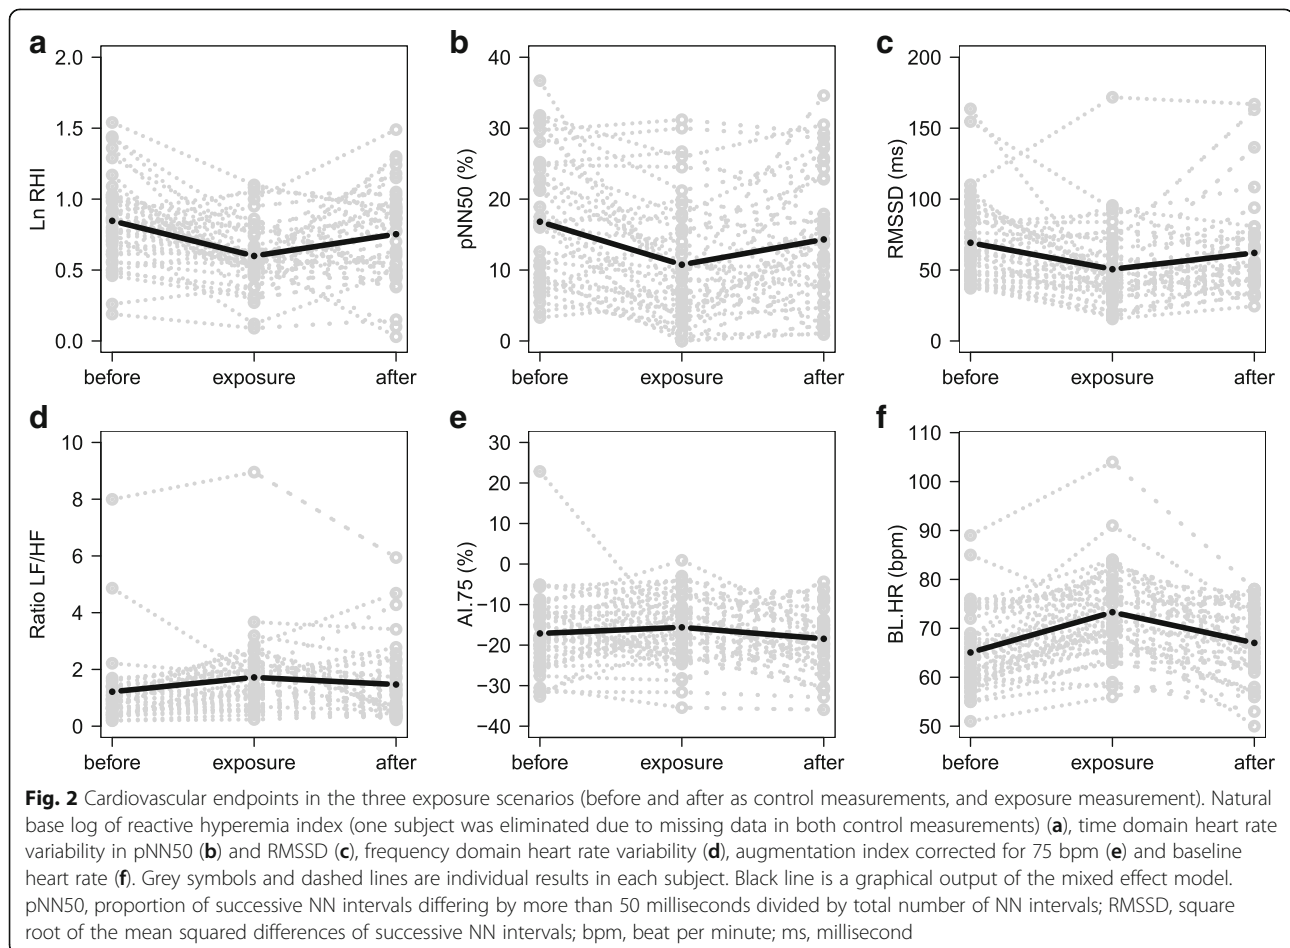 a
b
c
2.0
1.5
1.0
0.5
0.0
Ln RHI
before exposure after
40
30
20
10
0
pNN50 (%)
before exposure after
200
150
100
50
0
RMSSD (ms)
before exposure after
d
e
f
10
8
6
4
2
0
Ratio LF/HF
before exposure after
30
20
10
0
−10
−20
−30
−40
AI.75 (%)
before exposure after
110
100
90
80
70
60
50
BL.HR (bpm)
before exposure after
Fig. 2 Cardiovascular endpoints in the three exposure scenarios (before and after as control measurements, and exposure measurement). Natural
base log of reactive hyperemia index (one subject was eliminated due to missing data in both control measurements) (a), time domain heart rate
variability in pNN50 (b) and RMSSD (c), frequency domain heart rate variability (d), augmentation index corrected for 75 bpm (e) and baseline
heart rate (f). Grey symbols and dashed lines are individual results in each subject. Black line is a graphical output of the mixed effect model.
pNN50, proportion of successive NN intervals differing by more than 50 milliseconds divided by total number of NN intervals; RMSSD, square
root of the mean squared differences of successive NN intervals; bpm, beat per minute; ms, millisecond